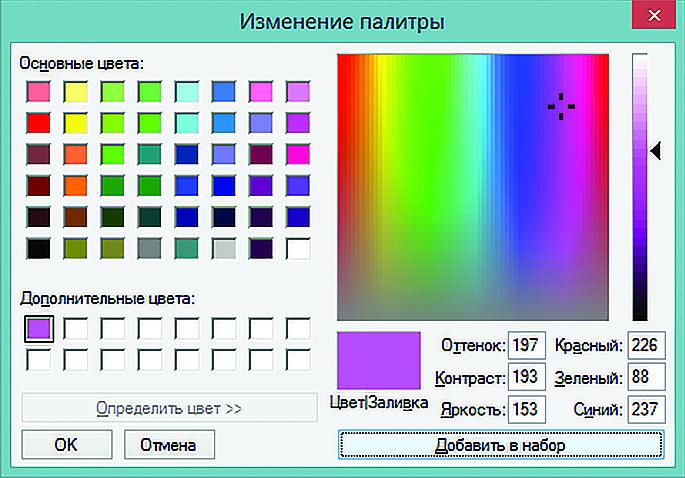 Изменение палитры
Основные цвета:
Дополнительные цвета:
Определить цвет >>
OK
Отмена
Цвет|Заливка
Оттенок: 197
Контраст: 193
Яркость: 153
Красный: 226
Зеленый: 88
Синий: 237
Добавить в набор